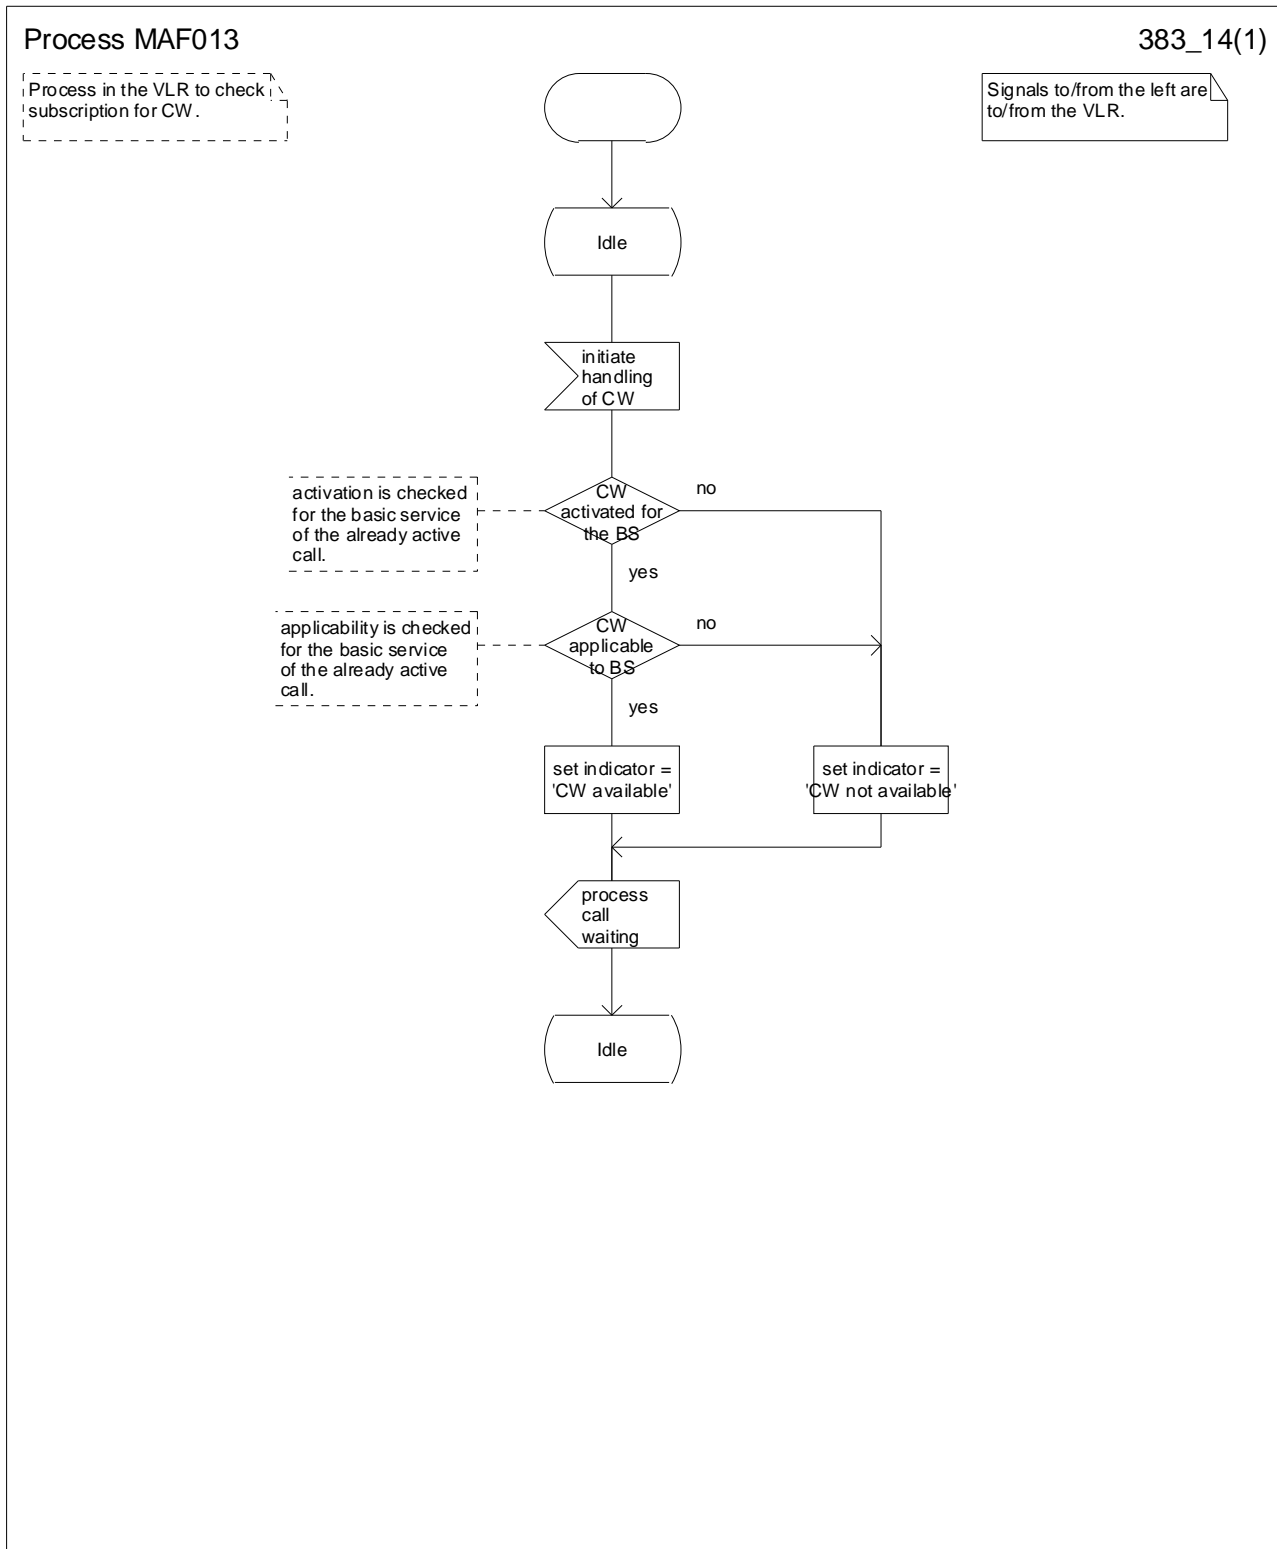 Process MAF013
383_14(1)
Process in the VLR to check
subscription for CW.
Signals to/from the left are
to/from the VLR.
Idle
initiate
handling
of CW
activation is checked
for the basic service
of the already active
call.
CW
activated for
the BS
no
yes
applicability is checked
for the basic service
of the already active
call.
CW
applicable
to BS
no
yes
set indicator =
'CW available'
set indicator =
'CW not available'
process
call
waiting
Idle